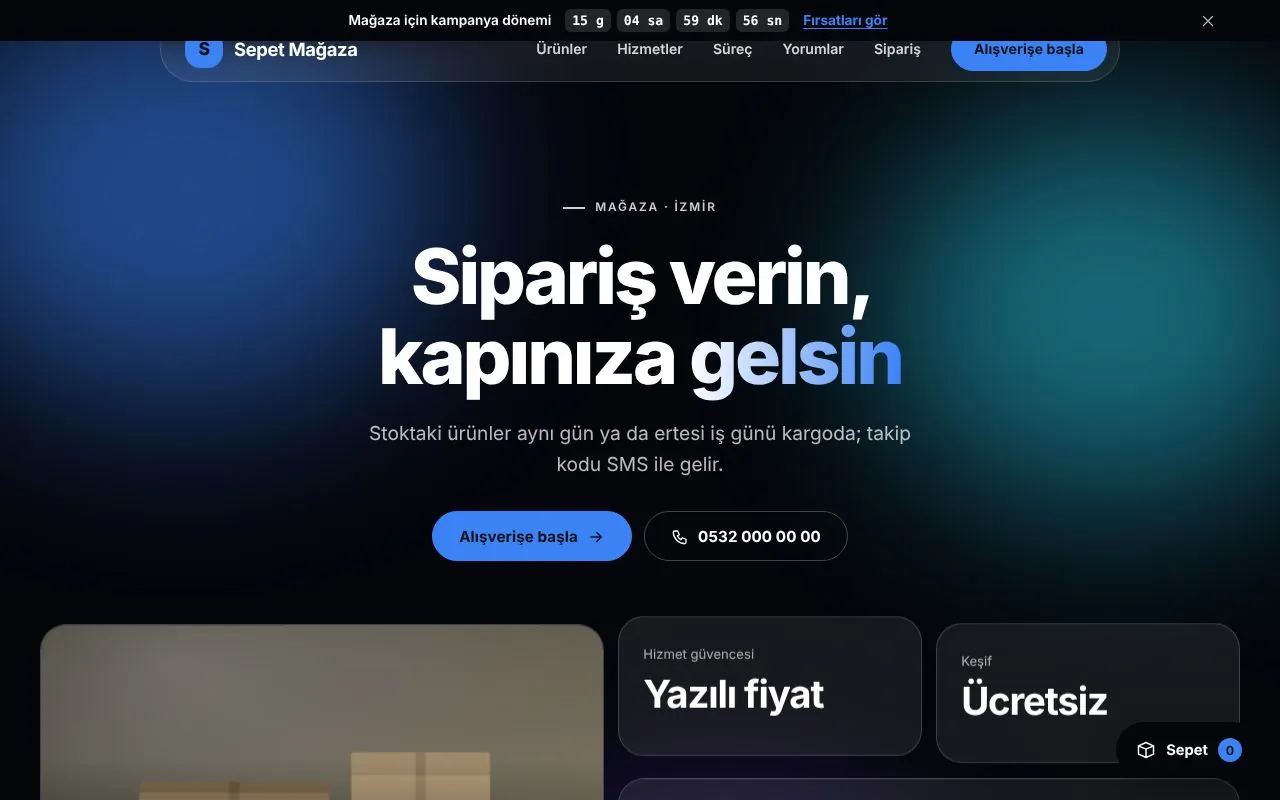 Mağaza için kampanya dönemi 15 g 04 sa 59 dk 56 sn Fırsatları gör
S Sepet Mağaza Ürünler Hizmetler Süreç Yorumlar Sipariş Alışverişe başla
MAĞAZA · İZMİR
Sipariş verin,
kapınıza gelsin
Stoktaki ürünler aynı gün ya da ertesi iş günü kargoda; takip
kodu SMS ile gelir.
Alışverişe başla
0532 000 00 00
Hizmet güvencesi
Yazılı fiyat
Keşif
Ücretsiz
Sepet 0